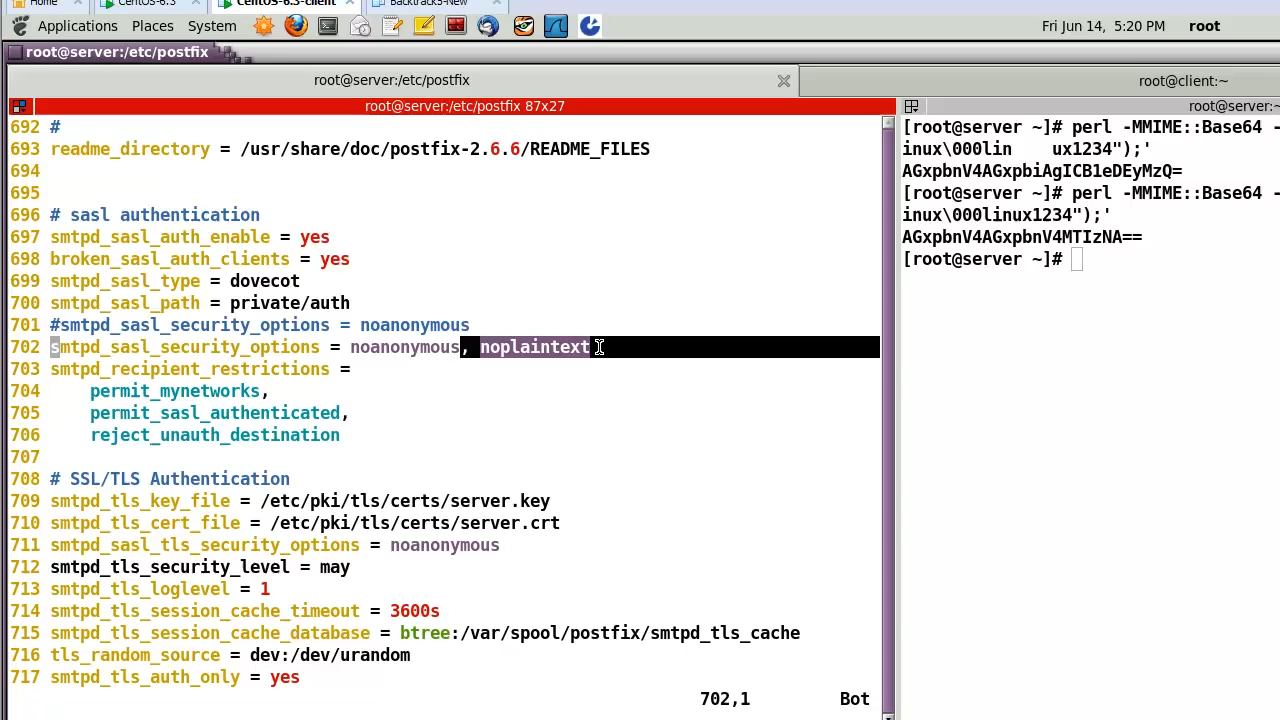 Home CentOS-6.3 CentOS-6.3-client Backtrack5-New
Applications Places System Fri Jun 14, 5:20 PM root
root@server:/etc/postfix
root@server:/etc/postfix root@client:~
root@server:/etc/postfix 87x27
692 #
693 readme_directory = /usr/share/doc/postfix-2.6.6/README_FILES
694
695
696 # sasl authentication
697 smtpd_sasl_auth_enable = yes
698 broken_sasl_auth_clients = yes
699 smtpd_sasl_type = dovecot
700 smtpd_sasl_path = private/auth
701 #smtpd_sasl_security_options = noanonymous
702 smtpd_sasl_security_options = noanonymous, noplaintext
703 smtpd_recipient_restrictions =
704     permit_mynetworks,
705     permit_sasl_authenticated,
706     reject_unauth_destination
707
708 # SSL/TLS Authentication
709 smtpd_tls_key_file = /etc/pki/tls/certs/server.key
710 smtpd_tls_cert_file = /etc/pki/tls/certs/server.crt
711 smtpd_sasl_tls_security_options = noanonymous
712 smtpd_tls_security_level = may
713 smtpd_tls_loglevel = 1
714 smtpd_tls_session_cache_timeout = 3600s
715 smtpd_tls_session_cache_database = btree:/var/spool/postfix/smtpd_tls_cache
716 tls_random_source = dev:/dev/urandom
717 smtpd_tls_auth_only = yes
702,1 Bot
root@server:~
[root@server ~]# perl -MMIME::Base64 -
inux\000lin    ux1234");'
AGxpbnV4AGxpbiAgICB1eDEyMzQ=
[root@server ~]# perl -MMIME::Base64 -
inux\000linux1234");'
AGxpbnV4AGxpbnV4MTIzNA==
[root@server ~]#